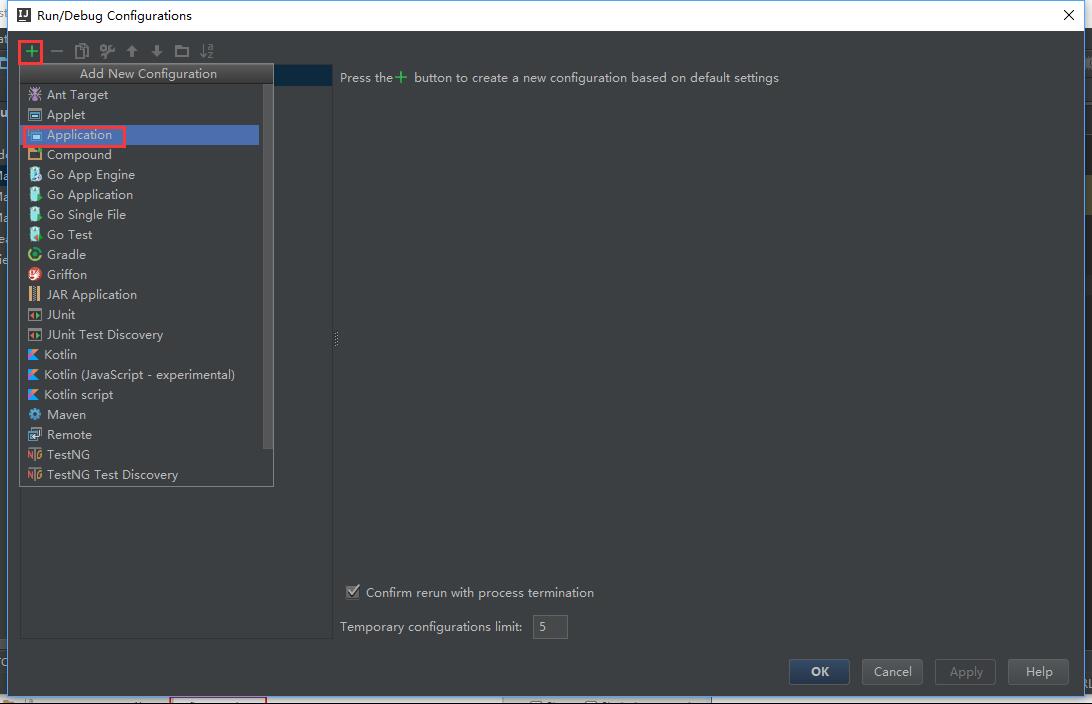 IJ Run/Debug Configurations
Add New Configuration
Press the + button to create a new configuration based on default settings
Ant Target
Applet
Application
Compound
Go App Engine
Go Application
Go Single File
Go Test
Gradle
Griffon
JAR Application
JUnit
JUnit Test Discovery
Kotlin
Kotlin (JavaScript - experimental)
Kotlin script
Maven
Remote
TestNG
TestNG Test Discovery
Confirm rerun with process termination
Temporary configurations limit: 5
OK Cancel Apply Help